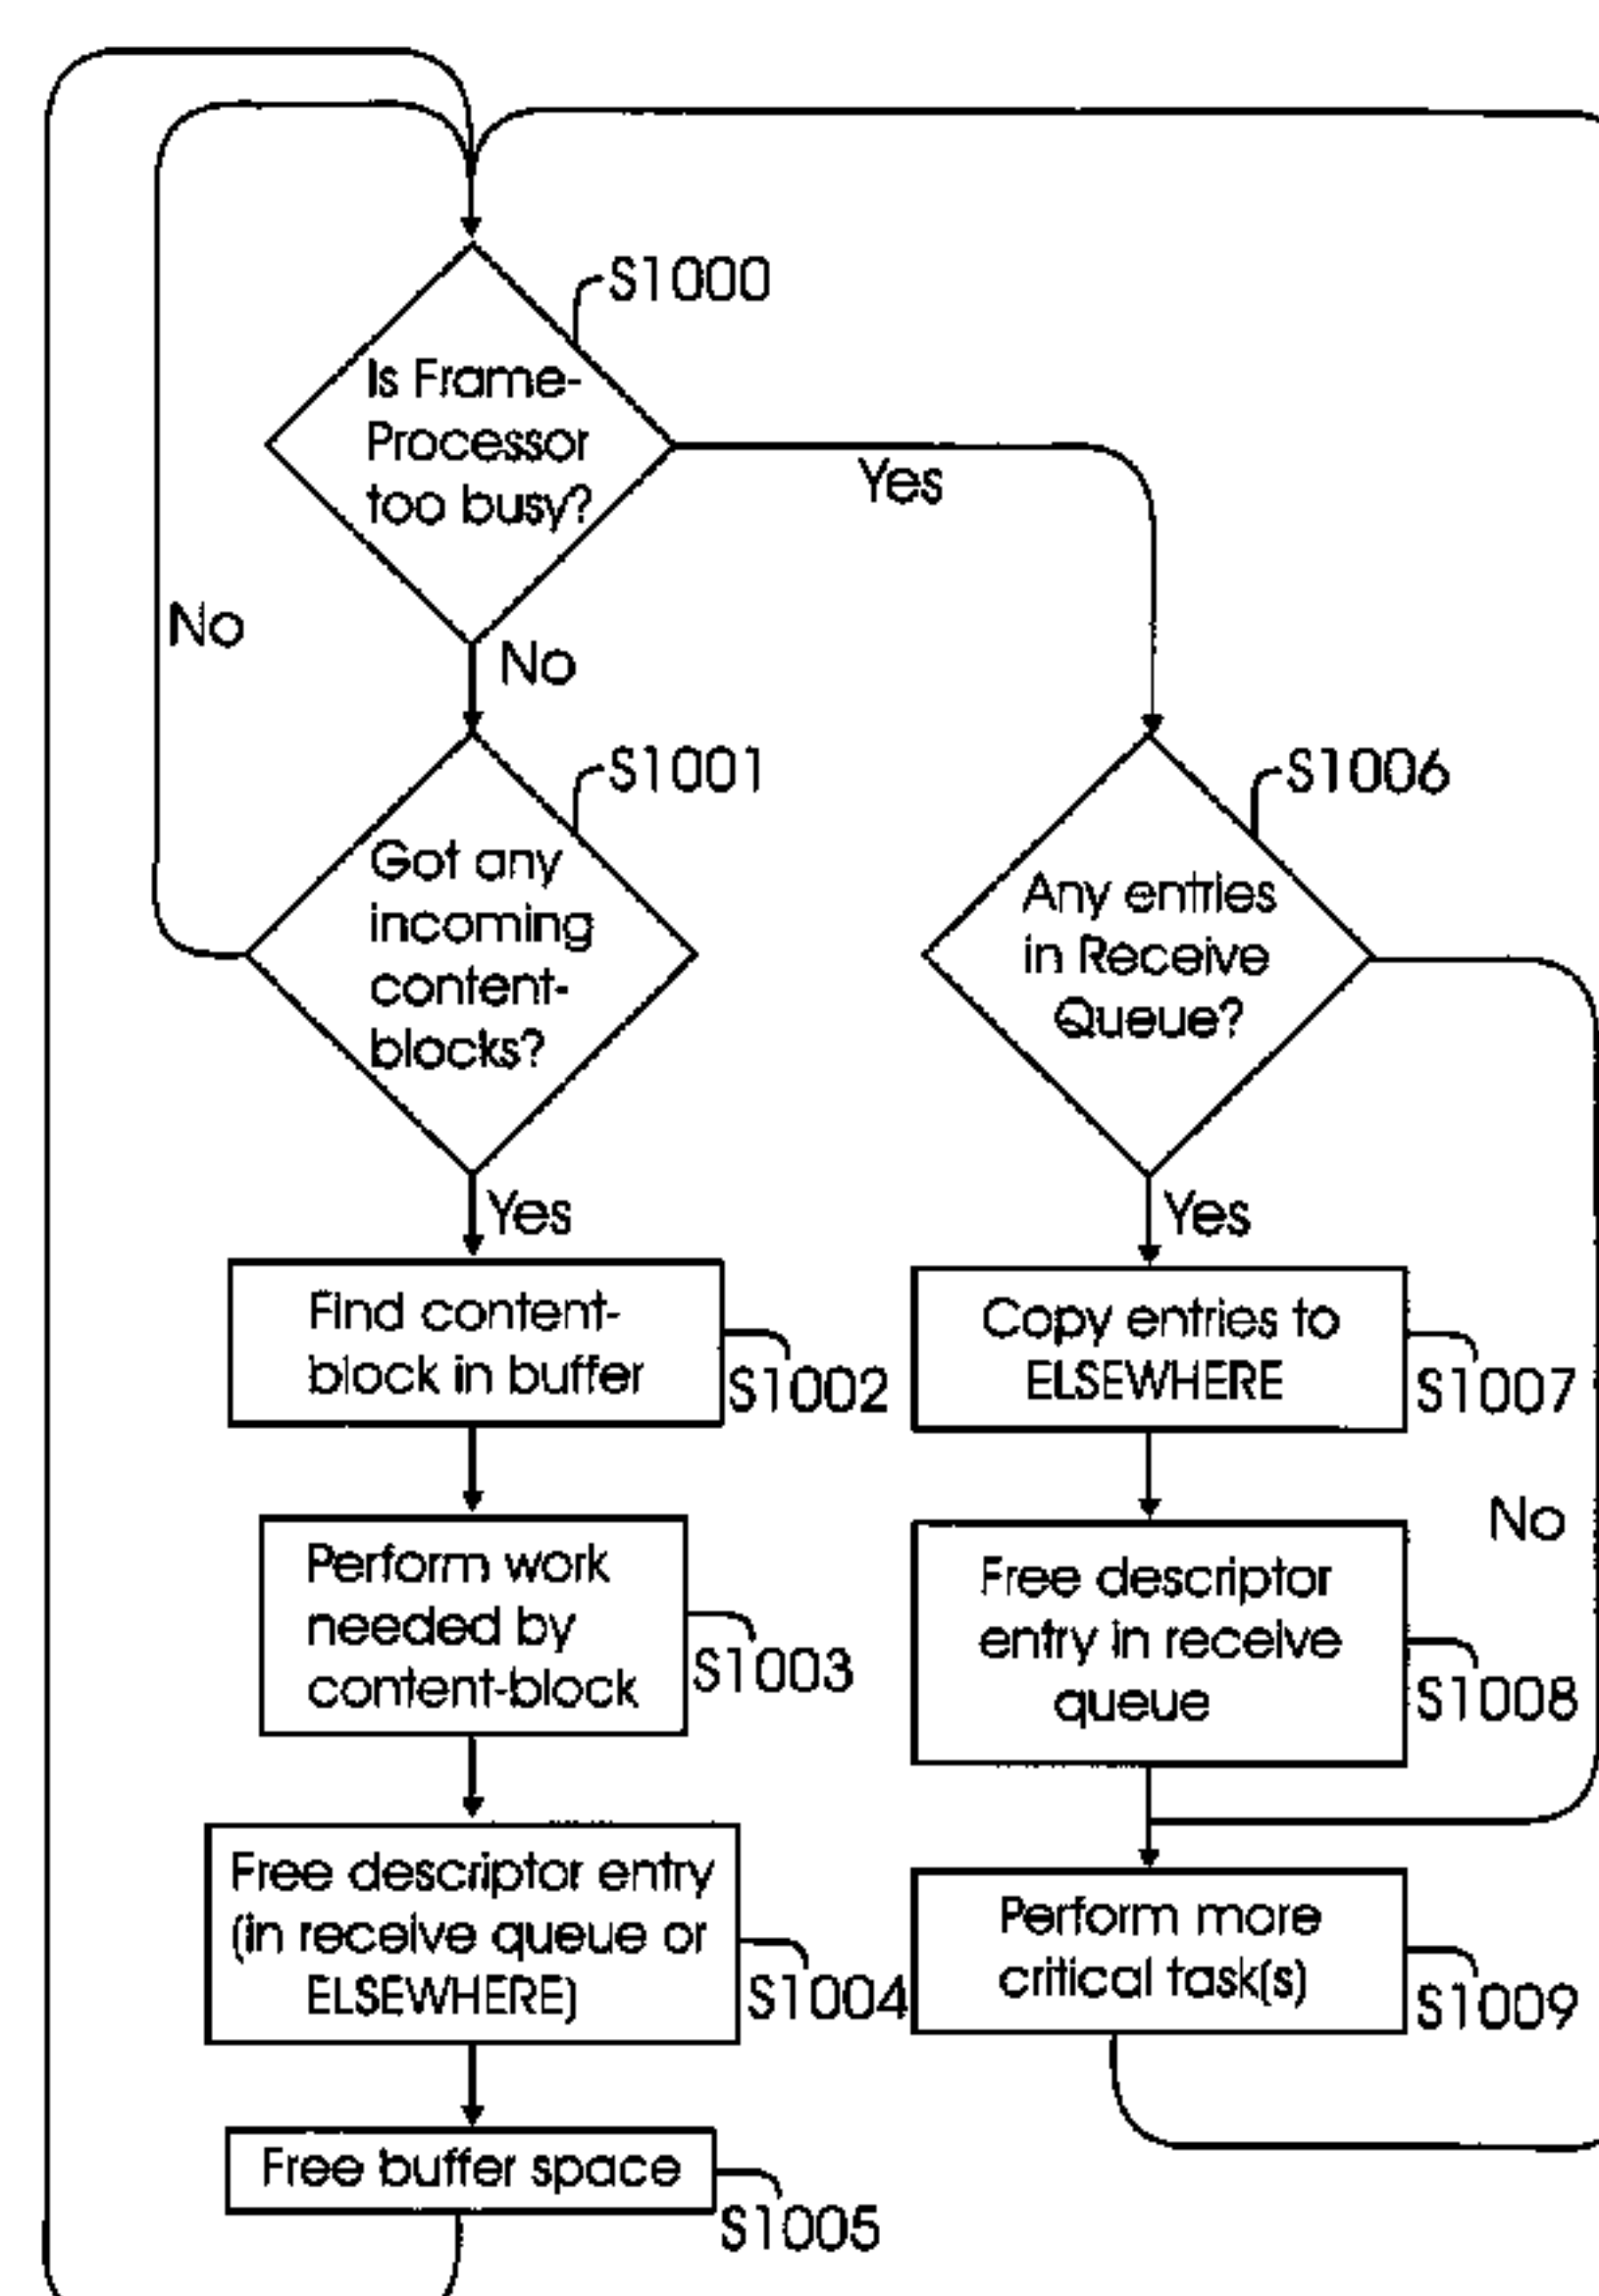 S1000
Is Frame-
Processor
too busy?
Yes
No
No
S1001
Got any
incoming
content-
blocks?
S1006
Any entries
in Receive
Queue?
Yes
Yes
Find content-
block in buffer
S1002
Copy entries to
ELSEWHERE
S1007
No
Perform work
needed by
content-block
S1003
Free descriptor
entry in receive
queue
S1008
Free descriptor entry
(in receive queue or
ELSEWHERE)
S1004
Perform more
critical task(s)
S1009
Free buffer space
S1005